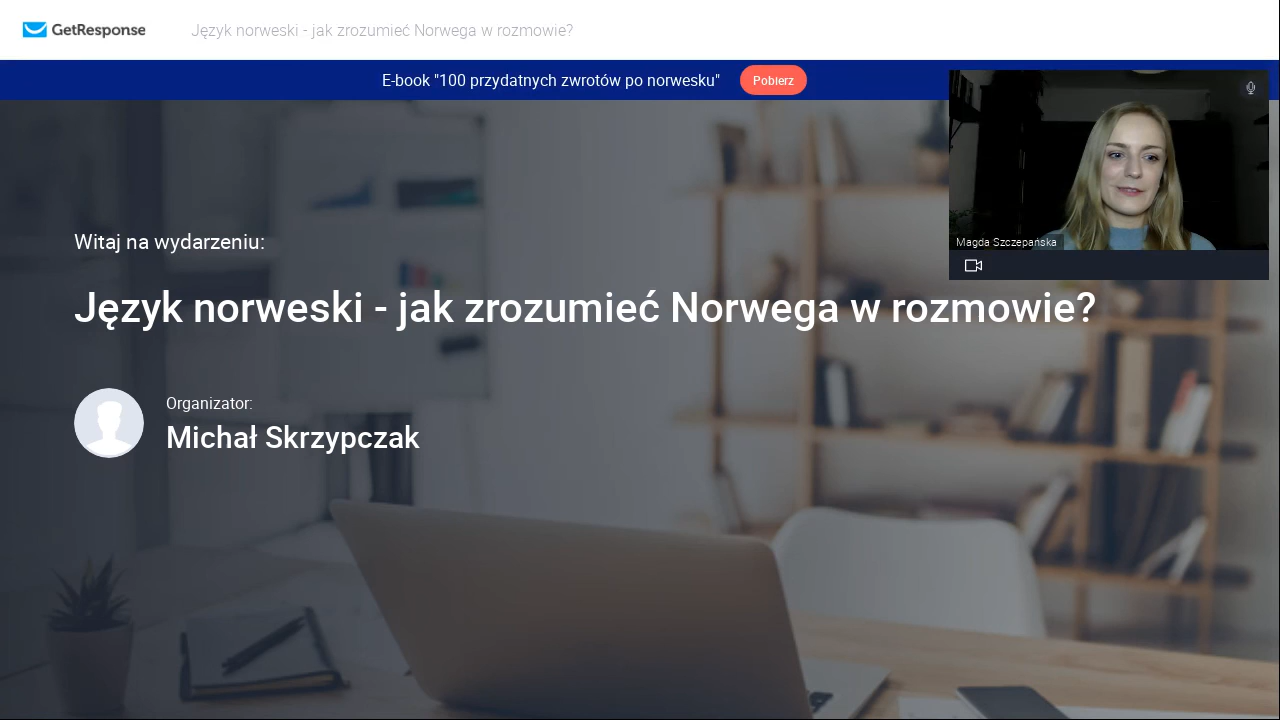 GetResponse
Język norweski - jak zrozumieć Norwega w rozmowie?
E-book "100 przydatnych zwrotów po norwesku"
Pobierz
Magda Szczepańska
Witaj na wydarzeniu:
Język norweski - jak zrozumieć Norwega w rozmowie?
Organizator:
Michał Skrzypczak